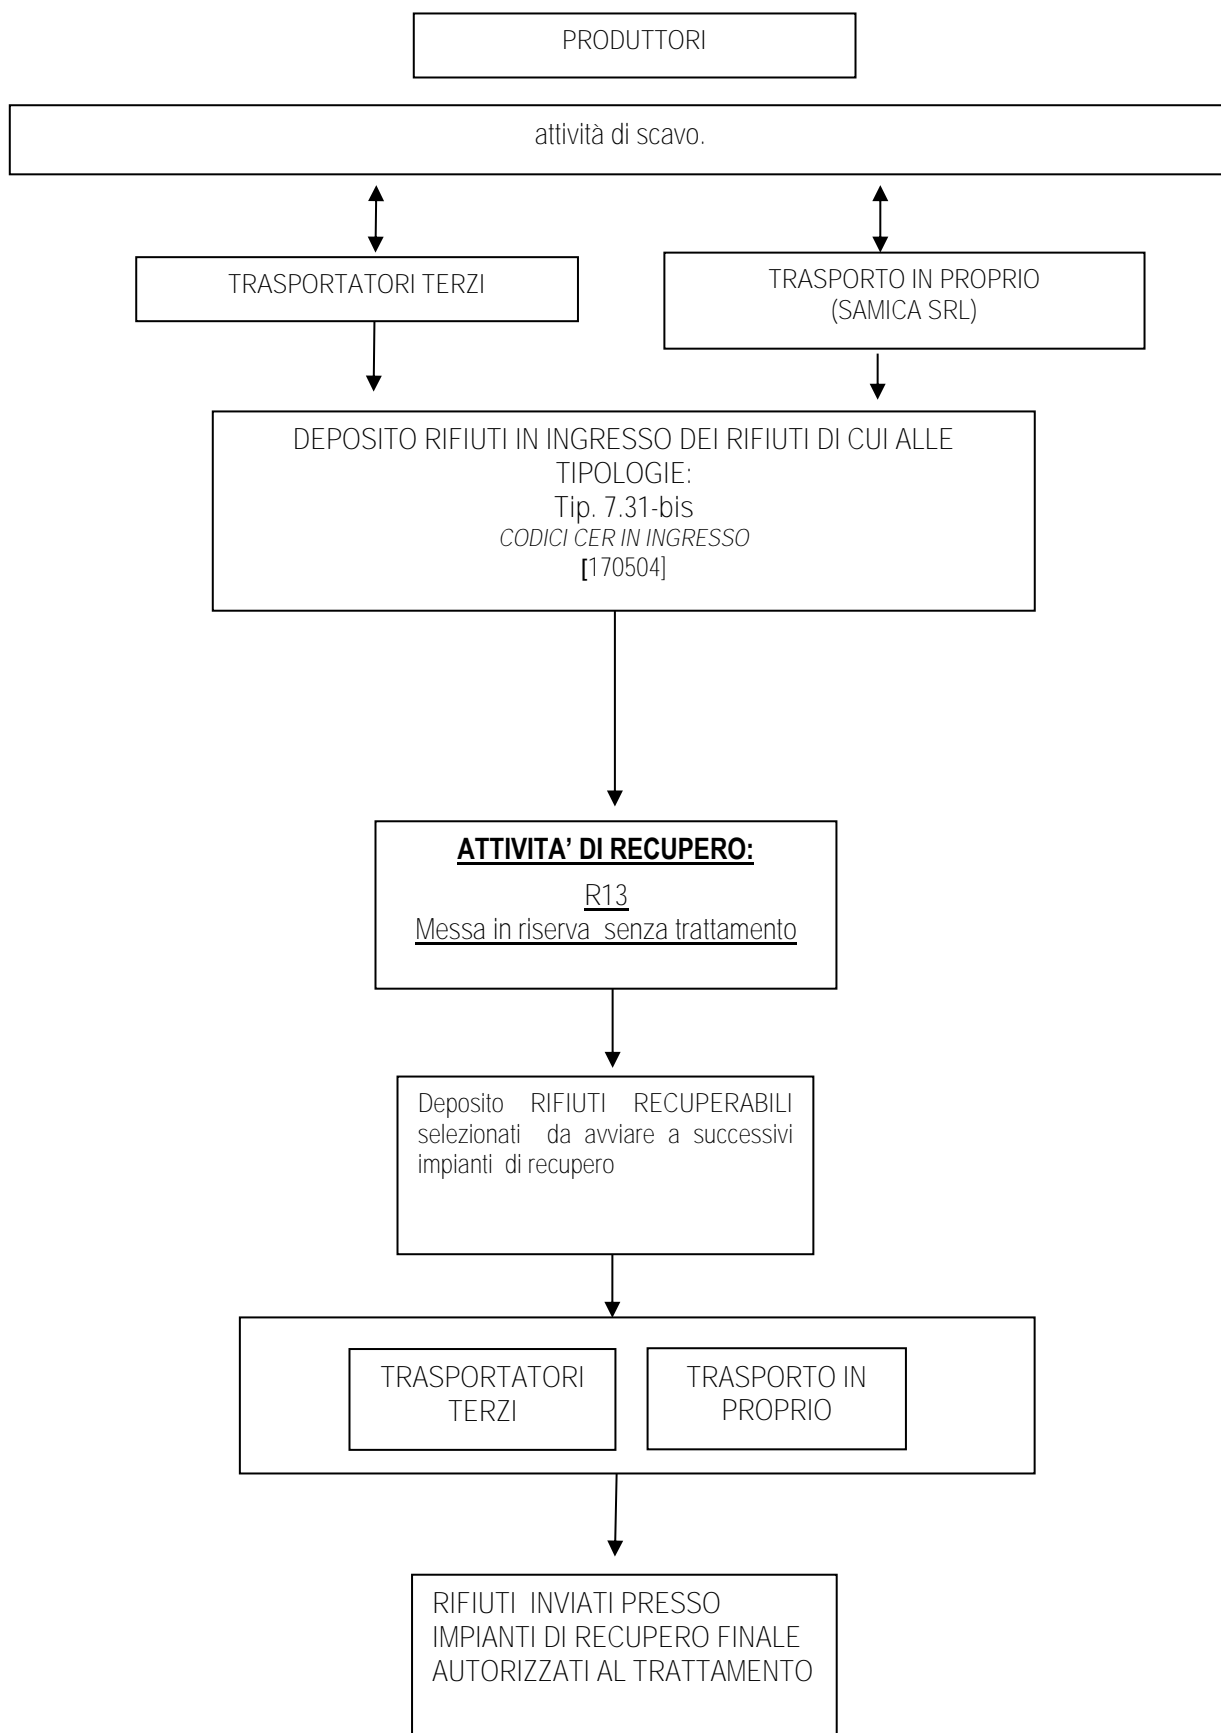 PRODUTTORI
attività di scavo.
TRASPORTATORI TERZI
TRASPORTO IN PROPRIO
(SAMICA SRL)
DEPOSITO RIFIUTI IN INGRESSO DEI RIFIUTI DI CUI ALLE
TIPOLOGIE:
Tip. 7.31-bis
CODICI CER IN INGRESSO
[170504]
ATTIVITA’ DI RECUPERO:
R13
Messa in riserva senza trattamento
Deposito RIFIUTI RECUPERABILI
selezionati da avviare a successivi
impianti di recupero
TRASPORTATORI
TERZI
TRASPORTO IN
PROPRIO
RIFIUTI INVIATI PRESSO
IMPIANTI DI RECUPERO FINALE
AUTORIZZATI AL TRATTAMENTO